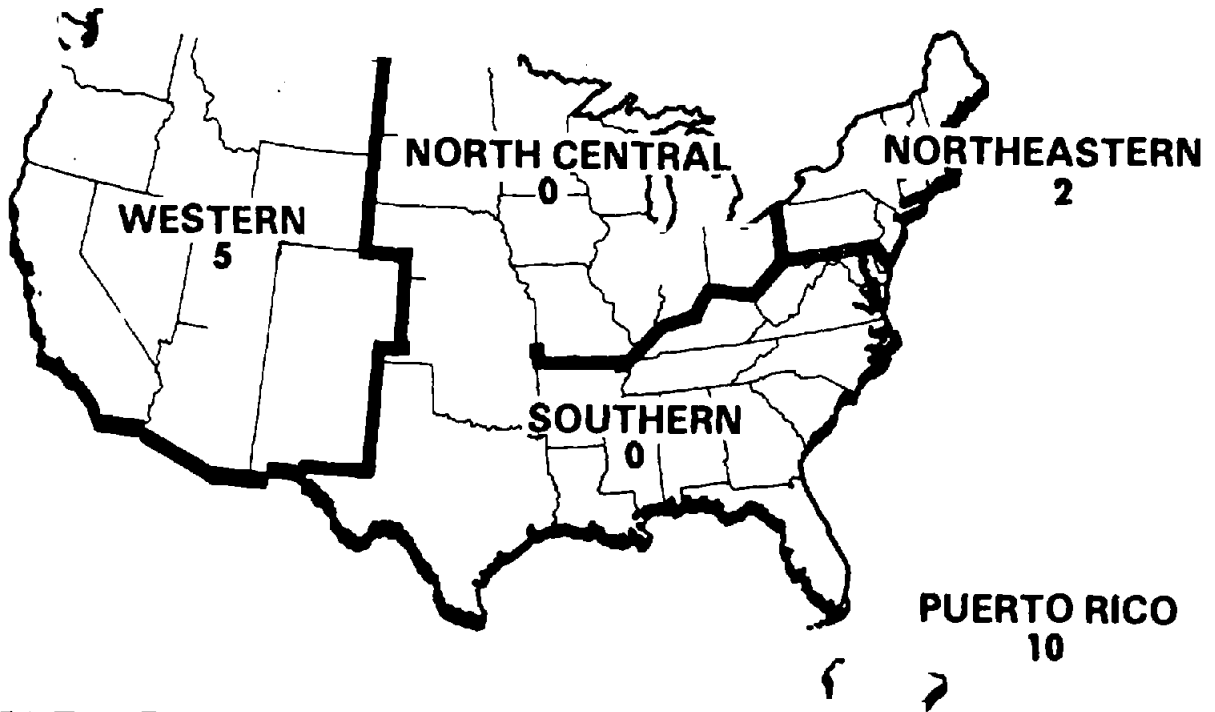 NORTH CENTRAL
0
NORTHEASTERN
2
WESTERN
5
SOUTHERN
0
PUERTO RICO
10